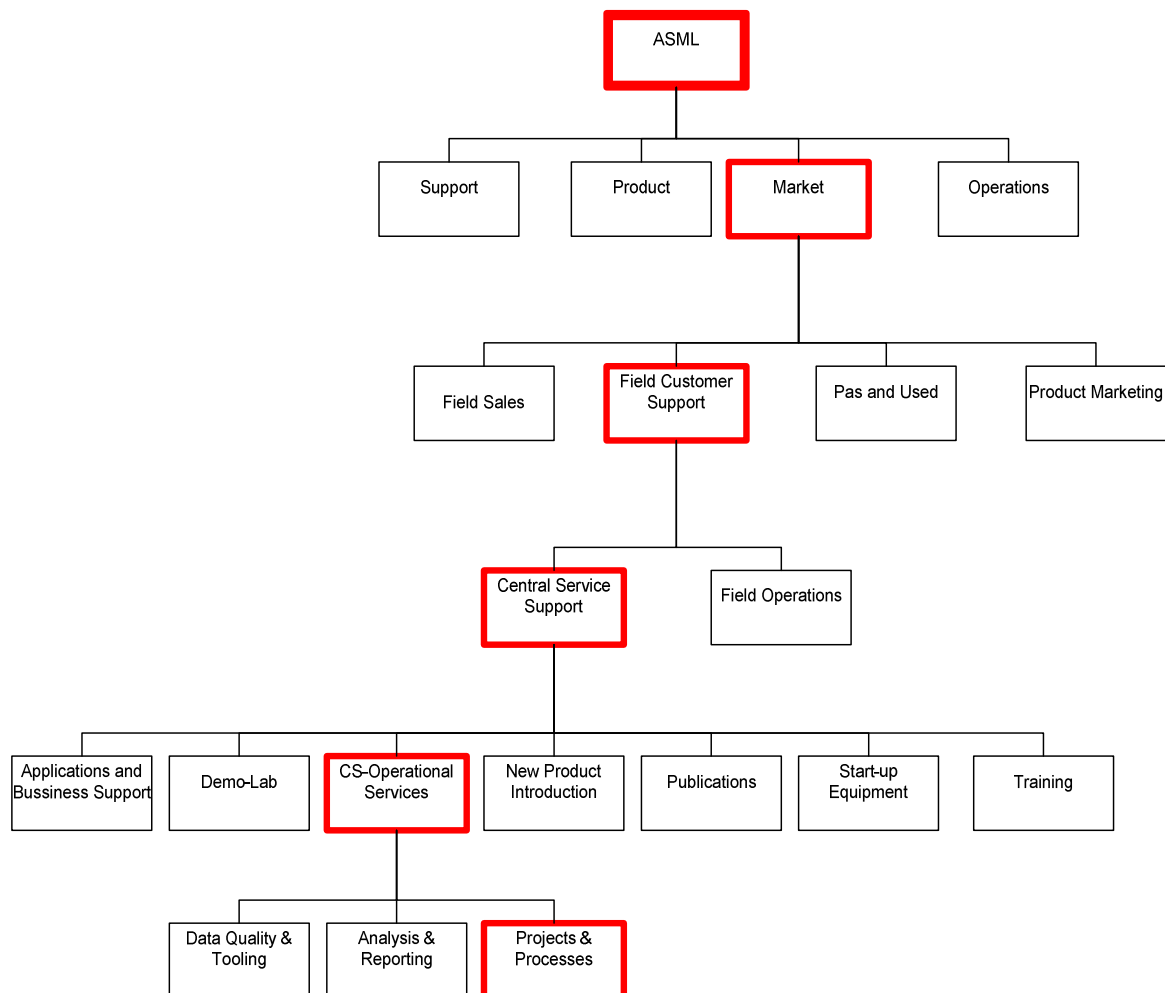 ASML
Support
Product
Market
Operations
Field Sales
Field Customer
Support
Pas and Used
Product Marketing
Central Service
Support
Field Operations
Applications and
Bussiness Support
Demo-Lab
CS-Operational
Services
New Product
Introduction
Publications
Start-up
Equipment
Training
Data Quality &
Tooling
Analysis &
Reporting
Projects &
Processes